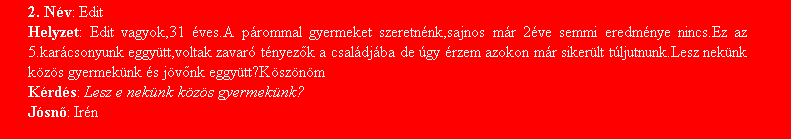 2. Név: Edit
Helyzet: Edit vagyok,31 éves.A párommal gyermeket szeretnénk,sajnos már 2éve semmi eredménye nincs.Ez az
5.karácsonyunk eggyütt,voltak zavaró tényezők a családjába de úgy érzem azokon már sikerült túljutnunk.Lesz nekünk
közös gyermekünk és jövőnk eggyütt?Köszönöm
Kérdés: Lesz e nekünk közös gyermekünk?
Jósnő: Irén